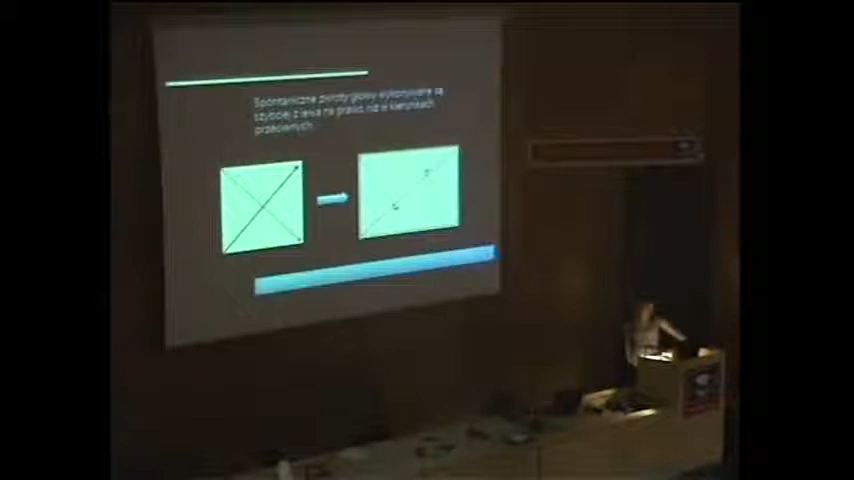 Spontaniczne zwroty głowy wykonywane są
szybciej z lewa na prawo niż w kierunkach
przeciwnych.